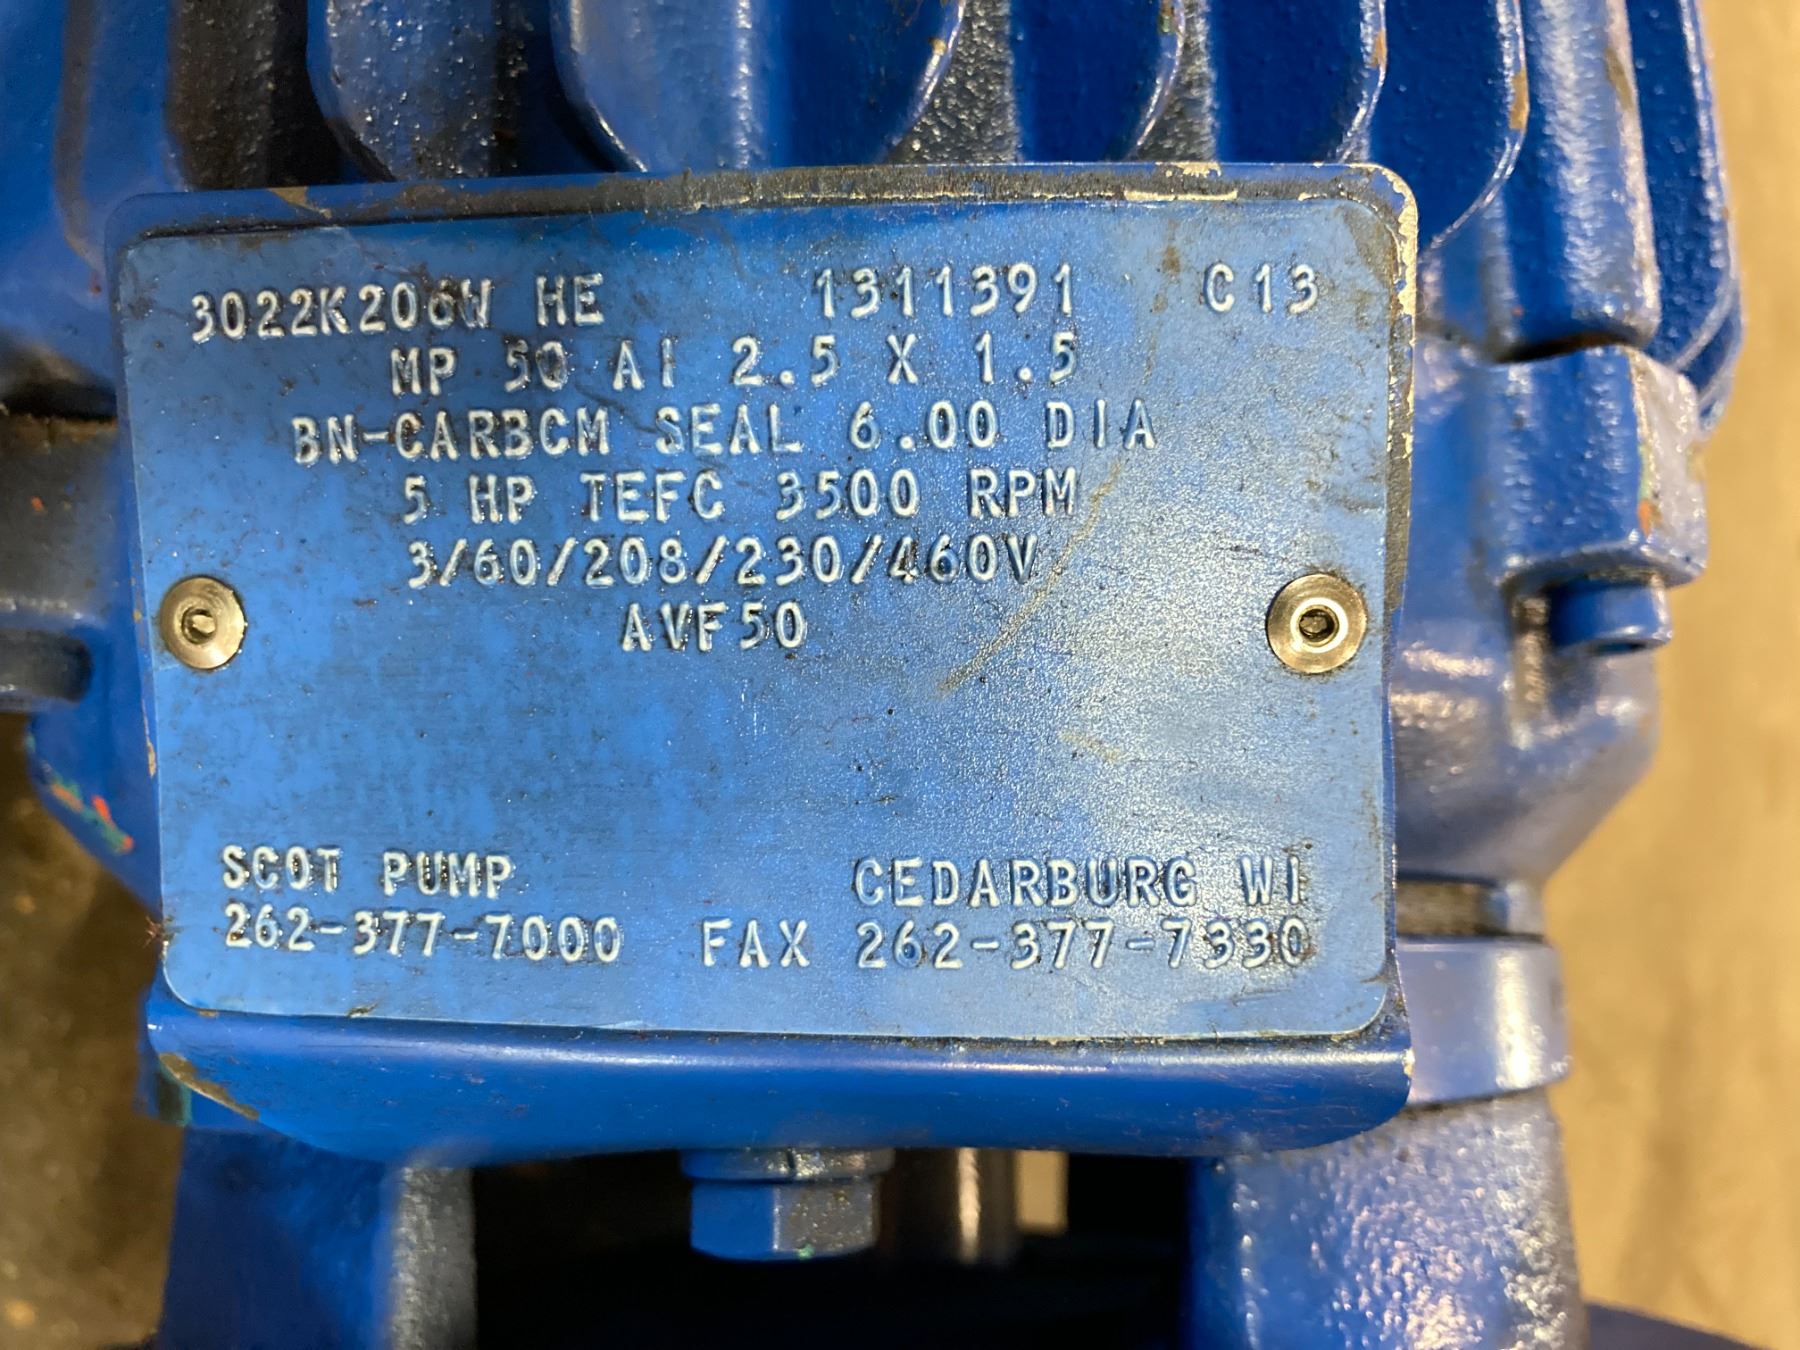 3022K206W HE 1311391 C13
MP 50 AI 2.5 X 1.5
BN-CARBCM SEAL 6.00 DIA
5 HP TEFC 3500 RPM
3/60/208/230/460V
AVF50
SCOT PUMP CEDARBURG WI
262-377-7000 FAX 262-377-7330